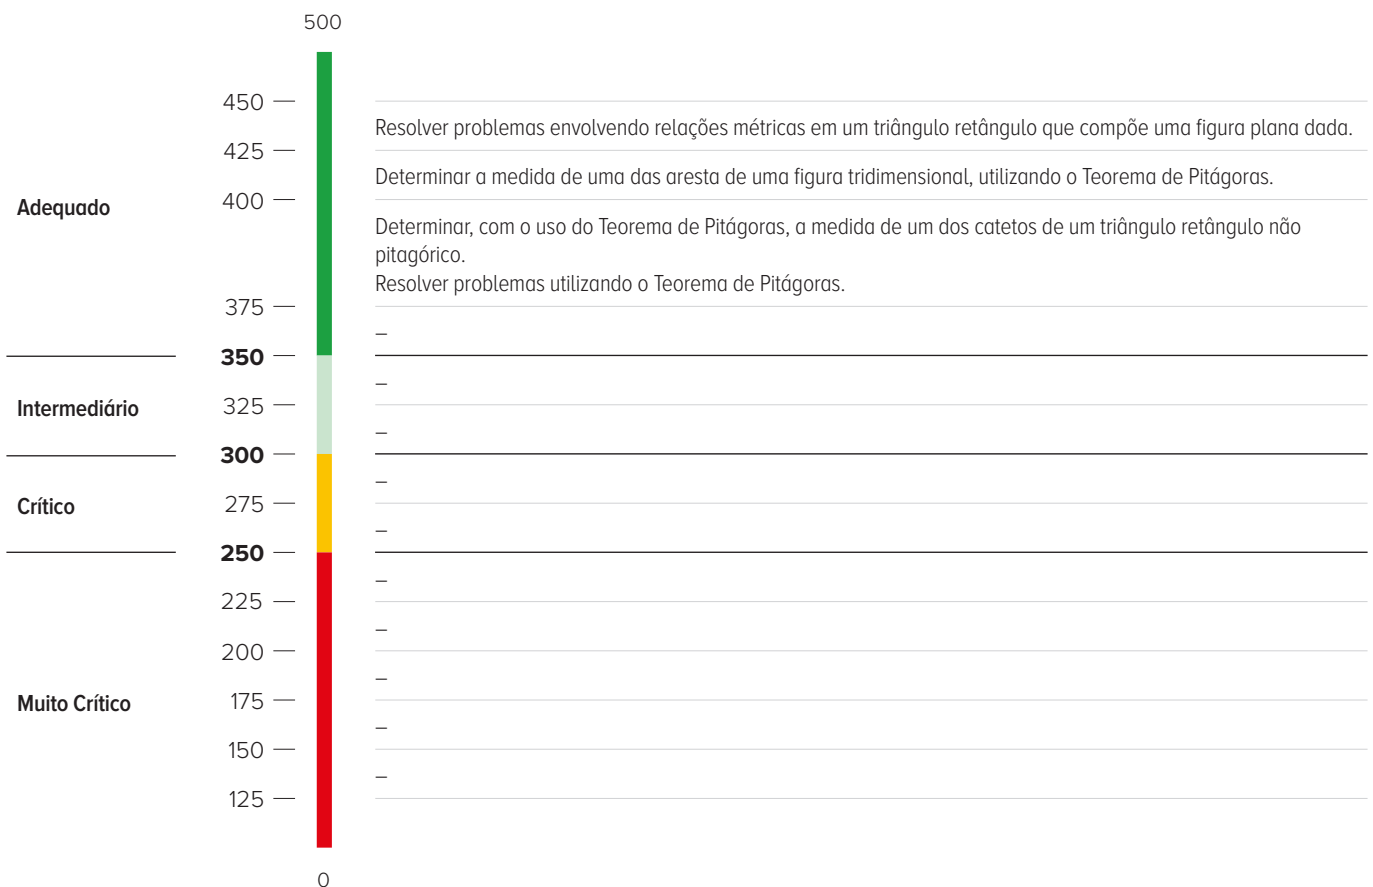 500
450
Resolver problemas envolvendo relações métricas em um triângulo retângulo que compõe uma figura plana dada.
425
Determinar a medida de uma das aresta de uma figura tridimensional, utilizando o Teorema de Pitágoras.
Adequado
400
Determinar, com o uso do Teorema de Pitágoras, a medida de um dos catetos de um triângulo retângulo não
pitagórico.
Resolver problemas utilizando o Teorema de Pitágoras.
375
–
350
–
Intermediário
325
–
300
–
Crítico
275
–
250
–
225
–
200
–
Muito Crítico
175
–
150
–
125
0